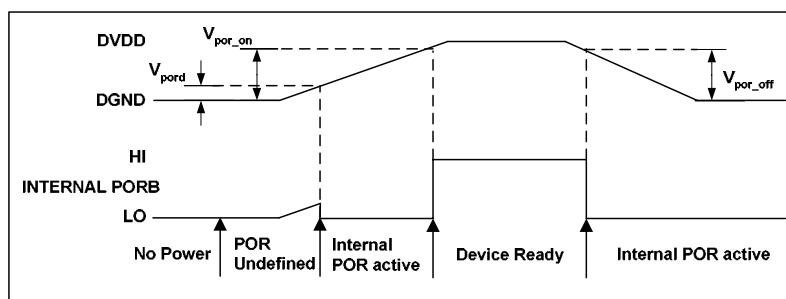 DVDD
V_por_on
V_pord
DGND
V_por_off
HI
INTERNAL PORB
LO
No Power
POR
Undefined
Internal
POR active
Device Ready
Internal POR active